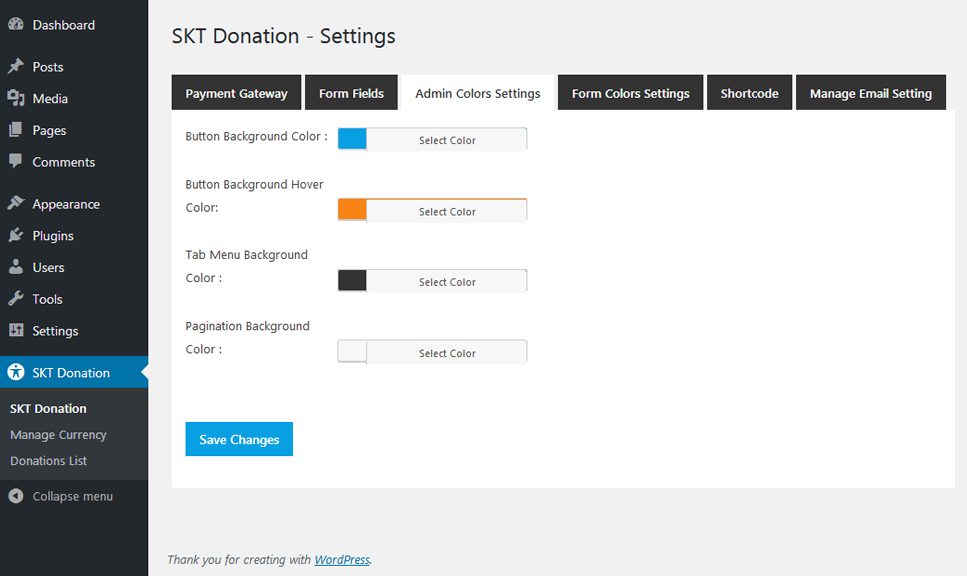 Dashboard
Posts
Media
Pages
Comments
Appearance
Plugins
Users
Tools
Settings
SKT Donation
SKT Donation
Manage Currency
Donations List
Collapse menu
SKT Donation - Settings
Payment Gateway
Form Fields
Admin Colors Settings
Form Colors Settings
Shortcode
Manage Email Setting
Button Background Color :
Select Color
Button Background Hover
Color:
Select Color
Tab Menu Background
Color :
Select Color
Pagination Background
Color :
Select Color
Save Changes
Thank you for creating with WordPress.